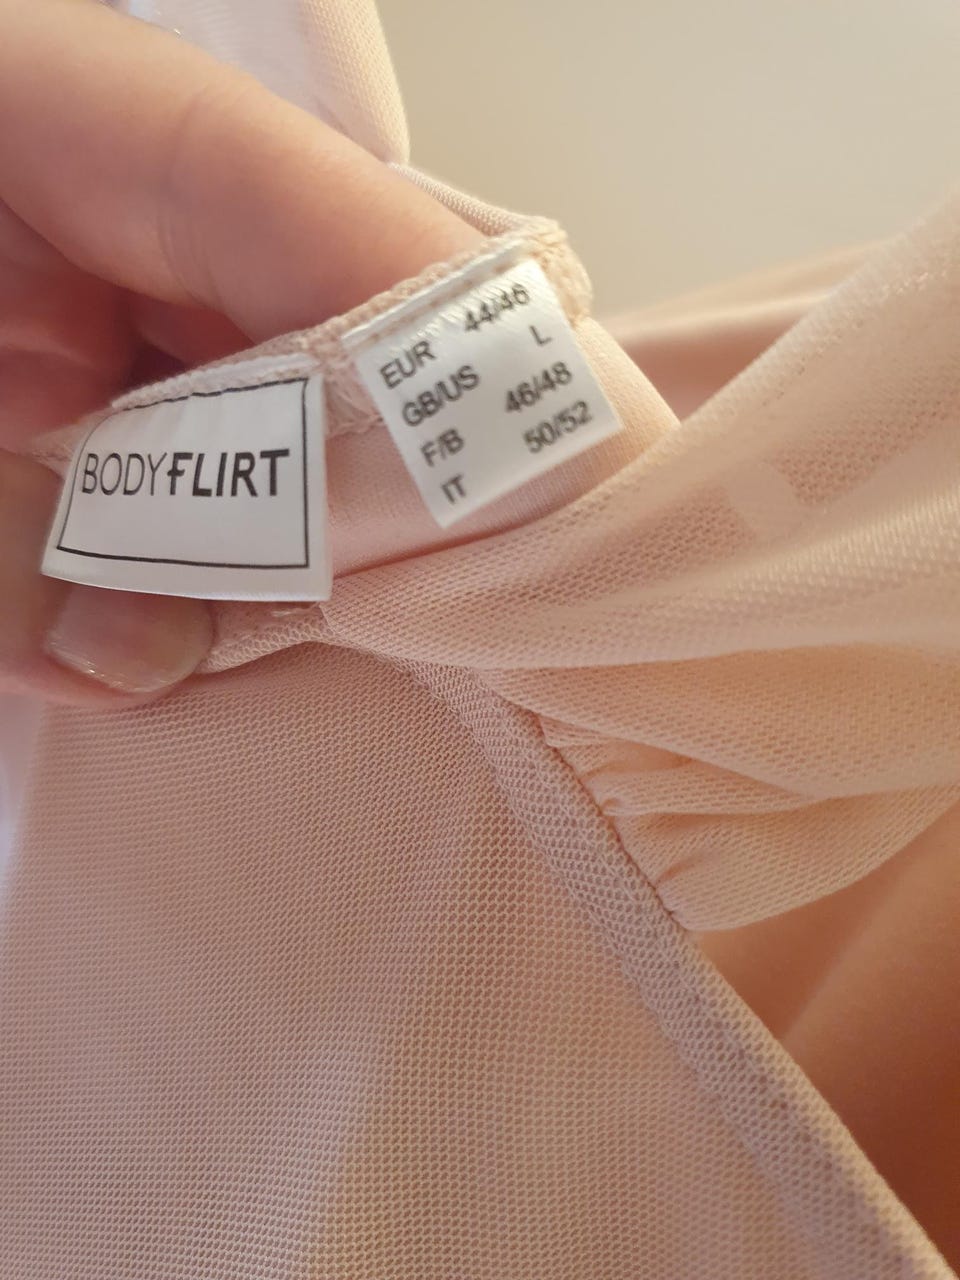 BODYFLIRT
EUR 44/46
GB/US L
F/B 46/48
IT 50/52